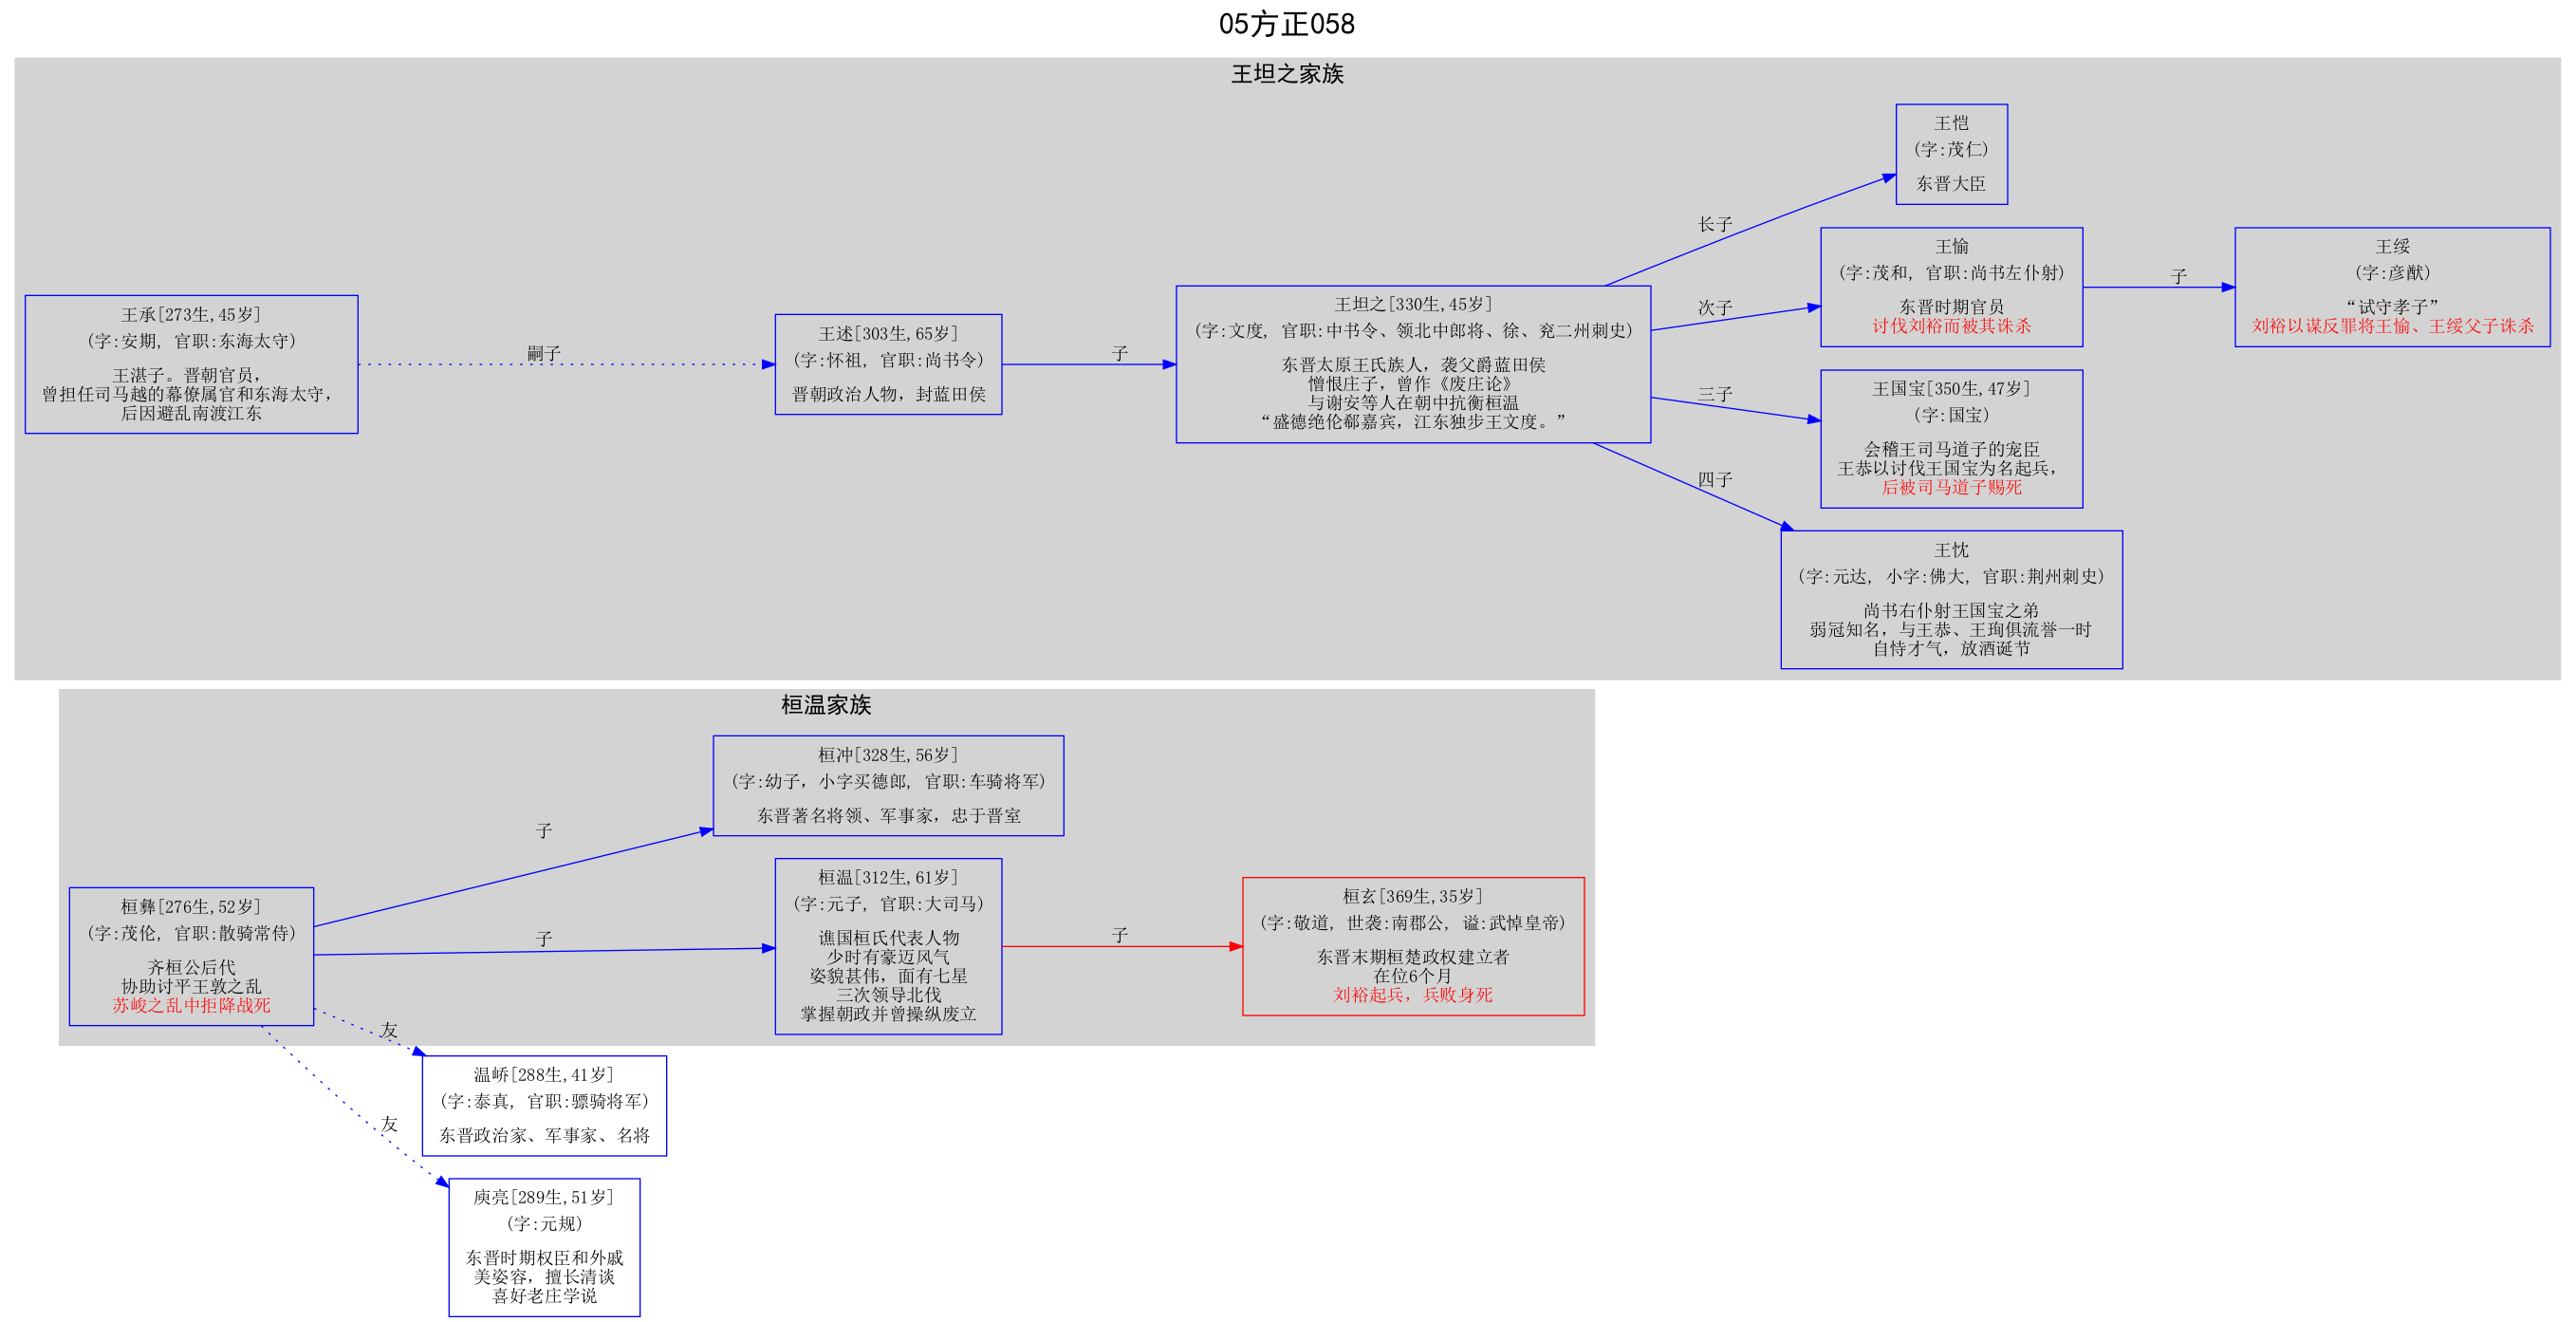 05方正058
王坦之家族
王承[273生,45岁]
(字:安期, 官职:东海太守)
王湛子。晋朝官员，
曾担任司马越的幕僚属官和东海太守，
后因避乱南渡江东
嗣子
王述[303生,65岁]
(字:怀祖, 官职:尚书令)
晋朝政治人物，封蓝田侯
子
王坦之[330生,45岁]
(字:文度, 官职:中书令、领北中郎将、徐、兖二州刺史)
东晋太原王氏族人，袭父爵蓝田侯
憎恨庄子，曾作《废庄论》
与谢安等人在朝中抗衡桓温
“盛德绝伦郗嘉宾，江东独步王文度。”
长子
王恺
(字:茂仁)
东晋大臣
次子
王愉
(字:茂和, 官职:尚书左仆射)
东晋时期官员
讨伐刘裕而被其诛杀
子
王绥
(字:彦猷)
“试守孝子”
刘裕以谋反罪将王愉、王绥父子诛杀
三子
王国宝[350生,47岁]
(字:国宝)
会稽王司马道子的宠臣
王恭以讨伐王国宝为名起兵，
后被司马道子赐死
四子
王忱
(字:元达, 小字:佛大, 官职:荆州刺史)
尚书右仆射王国宝之弟
弱冠知名，与王恭、王珣俱流誉一时
自恃才气，放酒诞节
桓温家族
桓彝[276生,52岁]
(字:茂伦, 官职:散骑常侍)
齐桓公后代
协助讨平王敦之乱
苏峻之乱中拒降战死
子
桓冲[328生,56岁]
(字:幼子，小字买德郎, 官职:车骑将军)
东晋著名将领、军事家，忠于晋室
子
桓温[312生,61岁]
(字:元子, 官职:大司马)
谯国桓氏代表人物
少时有豪迈风气
姿貌甚伟，面有七星
三次领导北伐
掌握朝政并曾操纵废立
子
桓玄[369生,35岁]
(字:敬道, 世袭:南郡公, 谥:武悼皇帝)
东晋末期桓楚政权建立者
在位6个月
刘裕起兵，兵败身死
友
温峤[288生,41岁]
(字:泰真, 官职:骠骑将军)
东晋政治家、军事家、名将
友
庾亮[289生,51岁]
(字:元规)
东晋时期权臣和外戚
美姿容，擅长清谈
喜好老庄学说